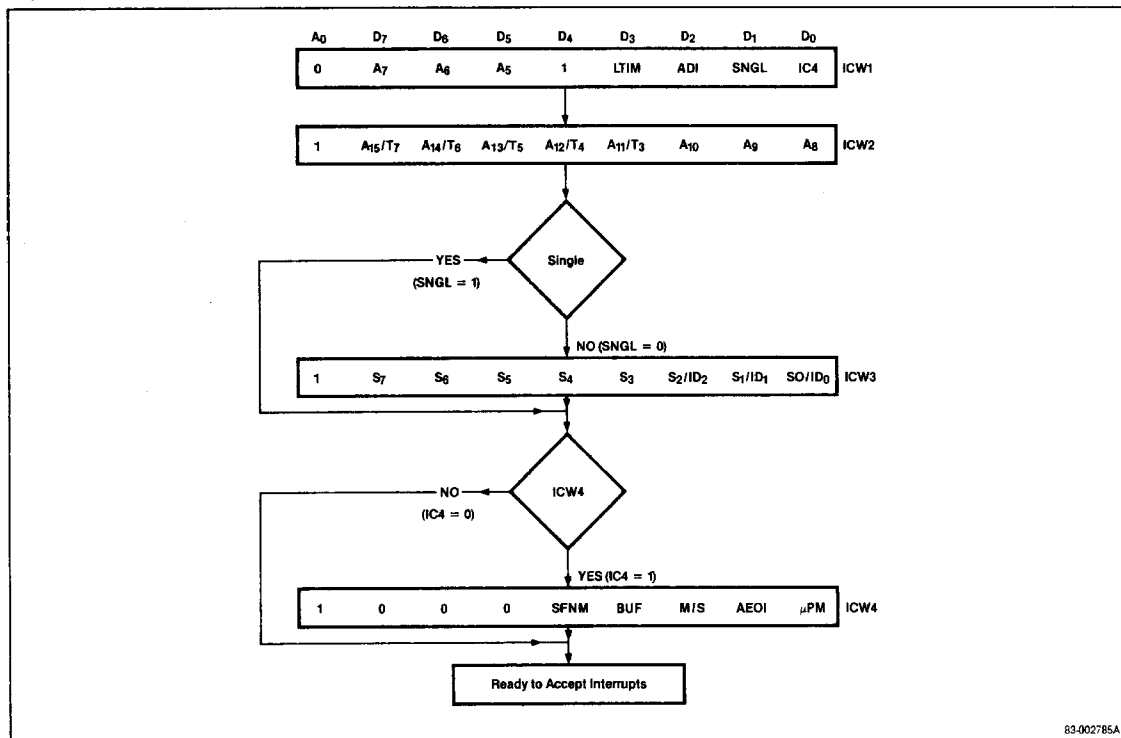 A0 D7 D6 D5 D4 D3 D2 D1 D0
0 A7 A6 A5 1 LTIM ADI SNGL IC4 ICW1
1 A15/T7 A14/T6 A13/T5 A12/T4 A11/T3 A10 A9 A8 ICW2
Single
YES
(SNGL = 1)
NO (SNGL = 0)
1 S7 S6 S5 S4 S3 S2/ID2 S1/ID1 SO/ID0 ICW3
ICW4
NO
(IC4 = 0)
YES (IC4 = 1)
1 0 0 0 SFNM BUF M/S AEOI μPM ICW4
Ready to Accept Interrupts
83-002785A